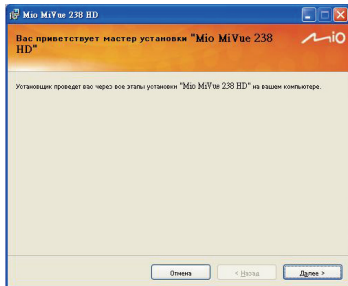 Mio MiVue 238 HD
Вас приветствует мастер установки "Mio MiVue 238
HD"
Mio
Установщик проведет вас через все этапы установки "Mio MiVue 238 HD" на вашем компьютере.
Отмена
< Назад
Далее >